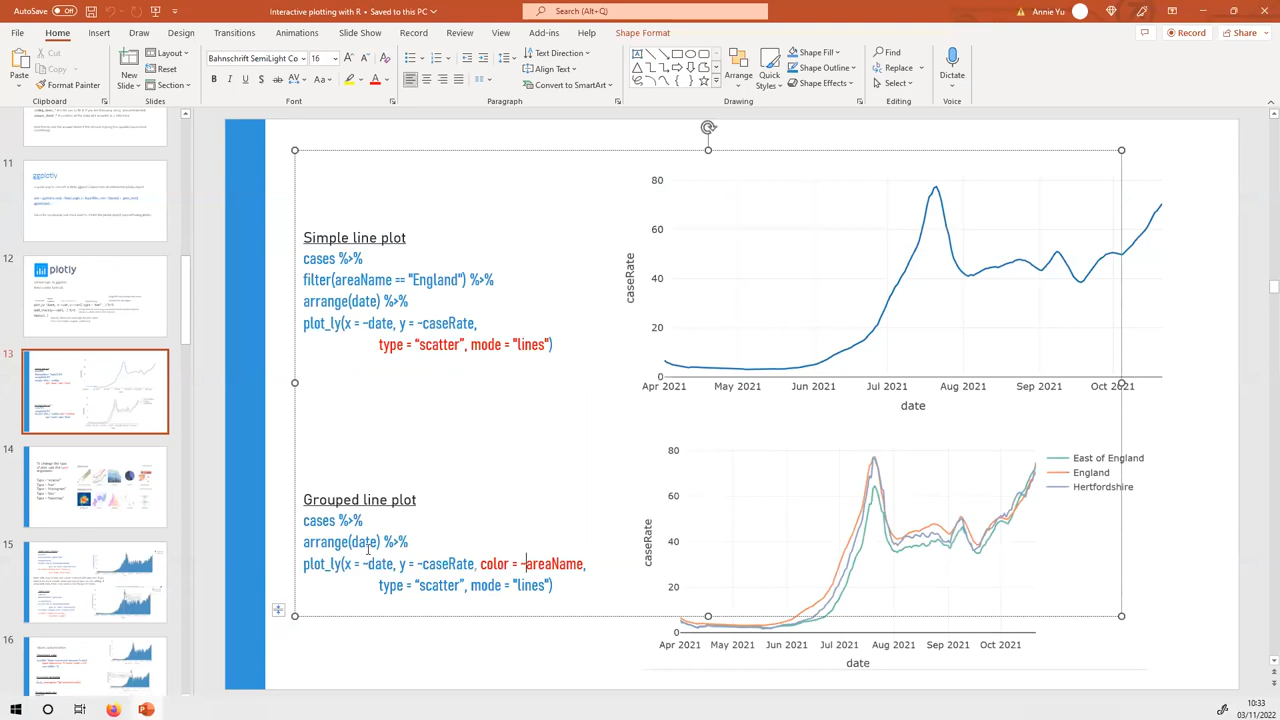 AutoSave Off
Interactive plotting with R • Saved to this PC
Search (Alt+Q)
Annie Yu
File Home Insert Draw Design Transitions Animations Slide Show Record Review View Add-ins Help Shape Format
Record Share
Paste
Cut
Copy
Format Painter
Clipboard
New
Slide
Layout
Reset
Section
Slides
Bahnschrift SemiLight Co 16
Font
Text Direction
Align Text
Convert to SmartArt
Paragraph
Arrange
Quick
Styles
Shape Fill
Shape Outline
Shape Effects
Drawing
Find
Replace
Select
Editing
Dictate
Voice
11
ggplotly
12
plotly
13
14
15
16
Simple line plot
cases %>%
filter(areaName == "England") %>%
arrange(date) %>%
plot_ly(x = ~date, y = ~caseRate,
type = "scatter", mode = "lines")
80
60
40
20
0
caseRate
Apr 2021 May 2021 Jun 2021 Jul 2021 Aug 2021 Sep 2021 Oct 2021
date
Grouped line plot
cases %>%
arrange(date) %>%
plot_ly(x = ~date, y = ~caseRate, color = ~areaName,
type = "scatter", mode = "lines")
80
60
40
20
0
caseRate
Apr 2021 May 2021 Jun 2021 Jul 2021 Aug 2021 Sep 2021 Oct 2021
date
East of England
England
Hertfordshire
10:33
03/11/2022